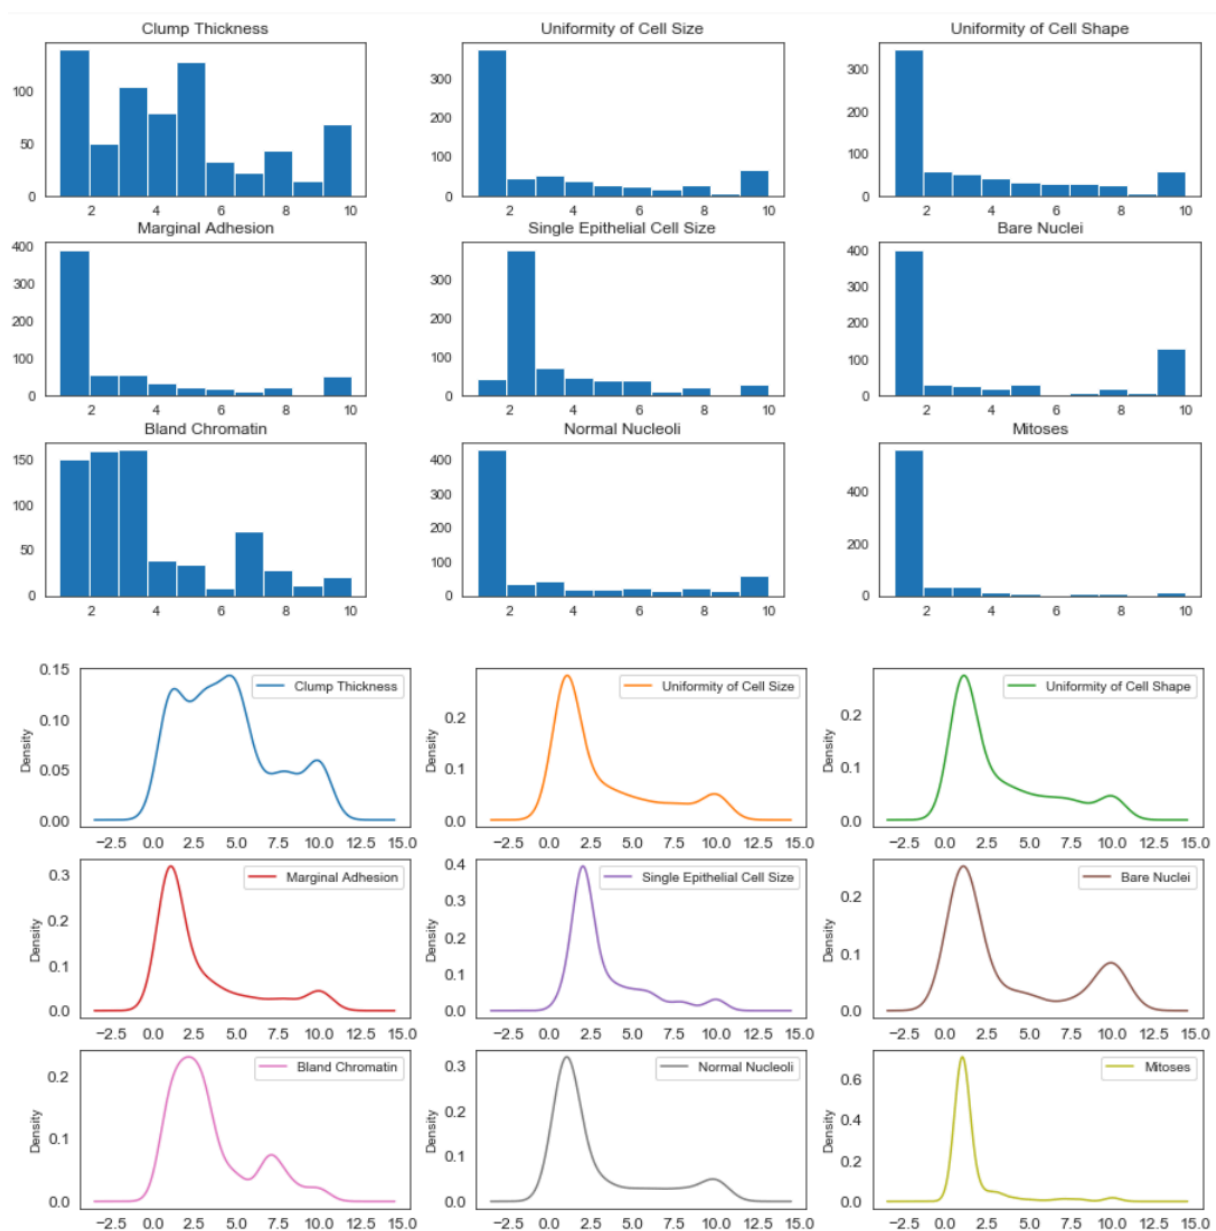 Clump Thickness
Uniformity of Cell Size
Uniformity of Cell Shape
100
50
0
2 4 6 8 10
300
200
100
0
2 4 6 8 10
300
200
100
0
2 4 6 8 10
Marginal Adhesion
Single Epithelial Cell Size
Bare Nuclei
400
300
200
100
0
2 4 6 8 10
300
200
100
0
2 4 6 8 10
400
300
200
100
0
2 4 6 8 10
Bland Chromatin
Normal Nucleoli
Mitoses
150
100
50
0
2 4 6 8 10
400
300
200
100
0
2 4 6 8 10
400
200
0
2 4 6 8 10
Clump Thickness
Density
0.15
0.10
0.05
0.00
−2.5 0.0 2.5 5.0 7.5 10.0 12.5 15.0
Uniformity of Cell Size
Density
0.2
0.1
0.0
−2.5 0.0 2.5 5.0 7.5 10.0 12.5 15.0
Uniformity of Cell Shape
Density
0.2
0.1
0.0
−2.5 0.0 2.5 5.0 7.5 10.0 12.5 15.0
Marginal Adhesion
Density
0.3
0.2
0.1
0.0
−2.5 0.0 2.5 5.0 7.5 10.0 12.5 15.0
Single Epithelial Cell Size
Density
0.4
0.3
0.2
0.1
0.0
−2.5 0.0 2.5 5.0 7.5 10.0 12.5 15.0
Bare Nuclei
Density
0.2
0.1
0.0
−2.5 0.0 2.5 5.0 7.5 10.0 12.5 15.0
Bland Chromatin
Density
0.2
0.1
0.0
−2.5 0.0 2.5 5.0 7.5 10.0 12.5 15.0
Normal Nucleoli
Density
0.3
0.2
0.1
0.0
−2.5 0.0 2.5 5.0 7.5 10.0 12.5 15.0
Mitoses
Density
0.6
0.4
0.2
0.0
−2.5 0.0 2.5 5.0 7.5 10.0 12.5 15.0